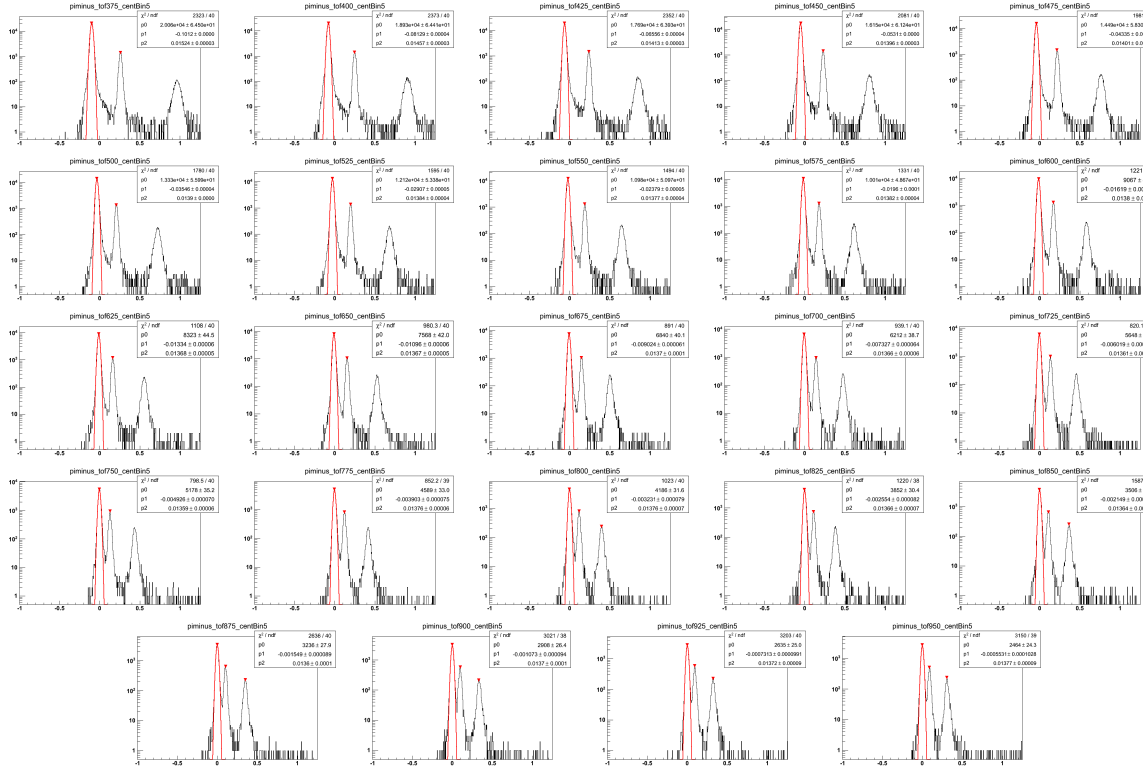 piminus_tof375_centBin5
χ² / ndf 2323 / 40
p0 2.006e+04 ± 6.450e+01
p1 -0.1012 ± 0.0000
p2 0.01524 ± 0.00003
piminus_tof400_centBin5
χ² / ndf 2373 / 40
p0 1.893e+04 ± 6.441e+01
p1 -0.08129 ± 0.00004
p2 0.01457 ± 0.00003
piminus_tof425_centBin5
χ² / ndf 2352 / 40
p0 1.769e+04 ± 6.393e+01
p1 -0.06556 ± 0.00004
p2 0.01413 ± 0.00003
piminus_tof450_centBin5
χ² / ndf 2081 / 40
p0 1.615e+04 ± 6.124e+01
p1 -0.0531 ± 0.0000
p2 0.01396 ± 0.00003
piminus_tof475_centBin5
χ² / ndf 1981
p0 1.449e+04 ± 5.830
p1 -0.04335 ± 0.00
p2 0.01401 ± 0.00
piminus_tof500_centBin5
χ² / ndf 1780 / 40
p0 1.333e+04 ± 5.599e+01
p1 -0.03546 ± 0.00004
p2 0.0139 ± 0.0000
piminus_tof525_centBin5
χ² / ndf 1595 / 40
p0 1.212e+04 ± 5.338e+01
p1 -0.02907 ± 0.00005
p2 0.01384 ± 0.00004
piminus_tof550_centBin5
χ² / ndf 1494 / 40
p0 1.098e+04 ± 5.097e+01
p1 -0.02379 ± 0.00005
p2 0.01377 ± 0.00004
piminus_tof575_centBin5
χ² / ndf 1331 / 40
p0 1.001e+04 ± 4.867e+01
p1 -0.0196 ± 0.0001
p2 0.01382 ± 0.00004
piminus_tof600_centBin5
χ² / ndf 1221
p0 9067 ±
p1 -0.01619 ± 0.00
p2 0.0138 ± 0.0
piminus_tof625_centBin5
χ² / ndf 1108 / 40
p0 8323 ± 44.5
p1 -0.01334 ± 0.00006
p2 0.01368 ± 0.00005
piminus_tof650_centBin5
χ² / ndf 980.3 / 40
p0 7568 ± 42.0
p1 -0.01096 ± 0.00006
p2 0.01367 ± 0.00005
piminus_tof675_centBin5
χ² / ndf 891 / 40
p0 6840 ± 40.1
p1 -0.009024 ± 0.000061
p2 0.0137 ± 0.0001
piminus_tof700_centBin5
χ² / ndf 939.1 / 40
p0 6212 ± 38.7
p1 -0.007327 ± 0.000064
p2 0.01366 ± 0.00006
piminus_tof725_centBin5
χ² / ndf 820.1
p0 5648 ±
p1 -0.006019 ± 0.00
p2 0.01361 ± 0.00
piminus_tof750_centBin5
χ² / ndf 798.5 / 40
p0 5178 ± 35.2
p1 -0.004926 ± 0.000070
p2 0.01359 ± 0.00006
piminus_tof775_centBin5
χ² / ndf 852.2 / 39
p0 4589 ± 33.0
p1 -0.003903 ± 0.000075
p2 0.01376 ± 0.00006
piminus_tof800_centBin5
χ² / ndf 1023 / 40
p0 4186 ± 31.6
p1 -0.003231 ± 0.000079
p2 0.01376 ± 0.00007
piminus_tof825_centBin5
χ² / ndf 1220 / 38
p0 3852 ± 30.4
p1 -0.002554 ± 0.000082
p2 0.01366 ± 0.00007
piminus_tof850_centBin5
χ² / ndf 1587
p0 3506 ±
p1 -0.002149 ± 0.00
p2 0.01364 ± 0.00
piminus_tof875_centBin5
χ² / ndf 2636 / 40
p0 3236 ± 27.9
p1 -0.001549 ± 0.000089
p2 0.0136 ± 0.0001
piminus_tof900_centBin5
χ² / ndf 3021 / 38
p0 2908 ± 26.4
p1 -0.001073 ± 0.000094
p2 0.0137 ± 0.0001
piminus_tof925_centBin5
χ² / ndf 3203 / 40
p0 2635 ± 25.0
p1 -0.0007313 ± 0.0000991
p2 0.01372 ± 0.00009
piminus_tof950_centBin5
χ² / ndf 3150 / 39
p0 2464 ± 24.3
p1 -0.0005531 ± 0.0001028
p2 0.01377 ± 0.00009